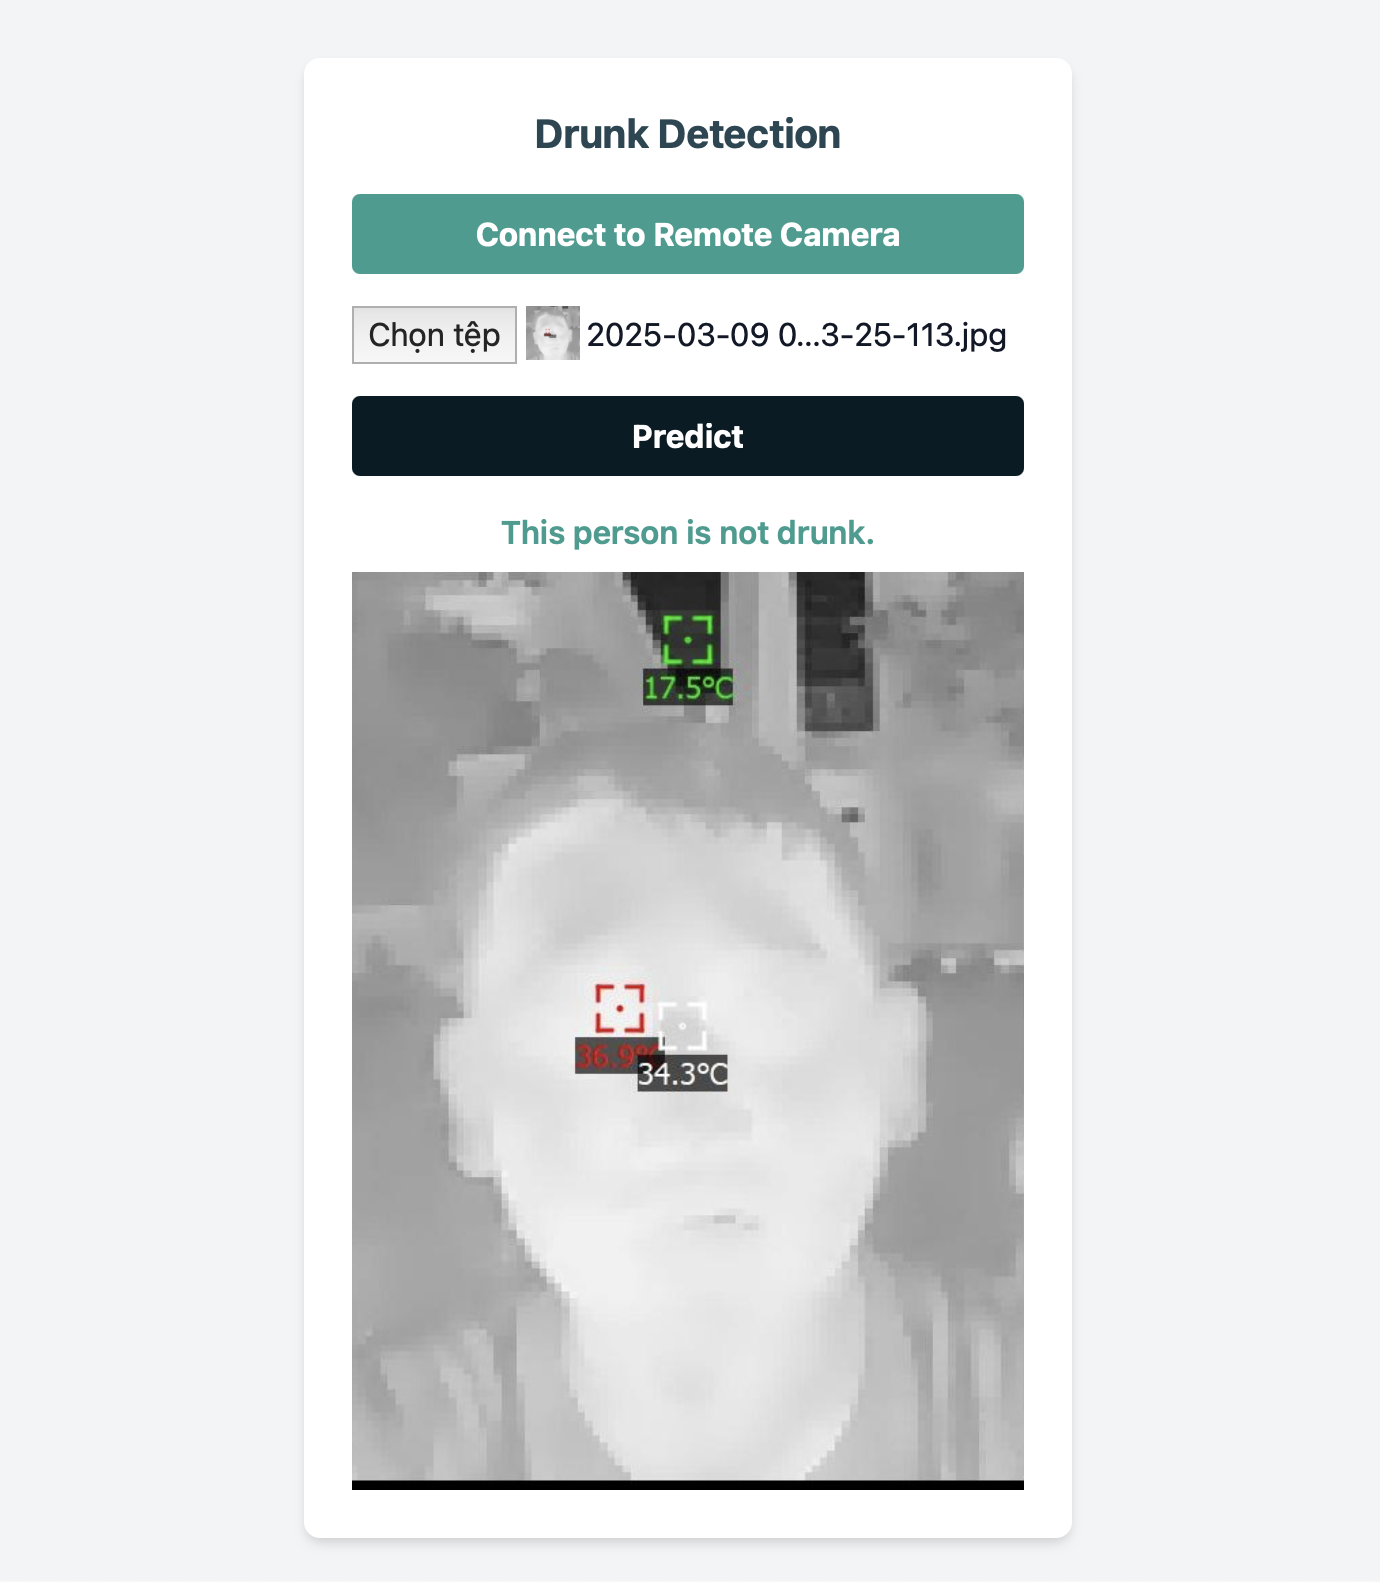 Drunk Detection
Connect to Remote Camera
Chọn tệp 2025-03-09 0...3-25-113.jpg
Predict
This person is not drunk.
17.5°C
36.9°C
34.3°C